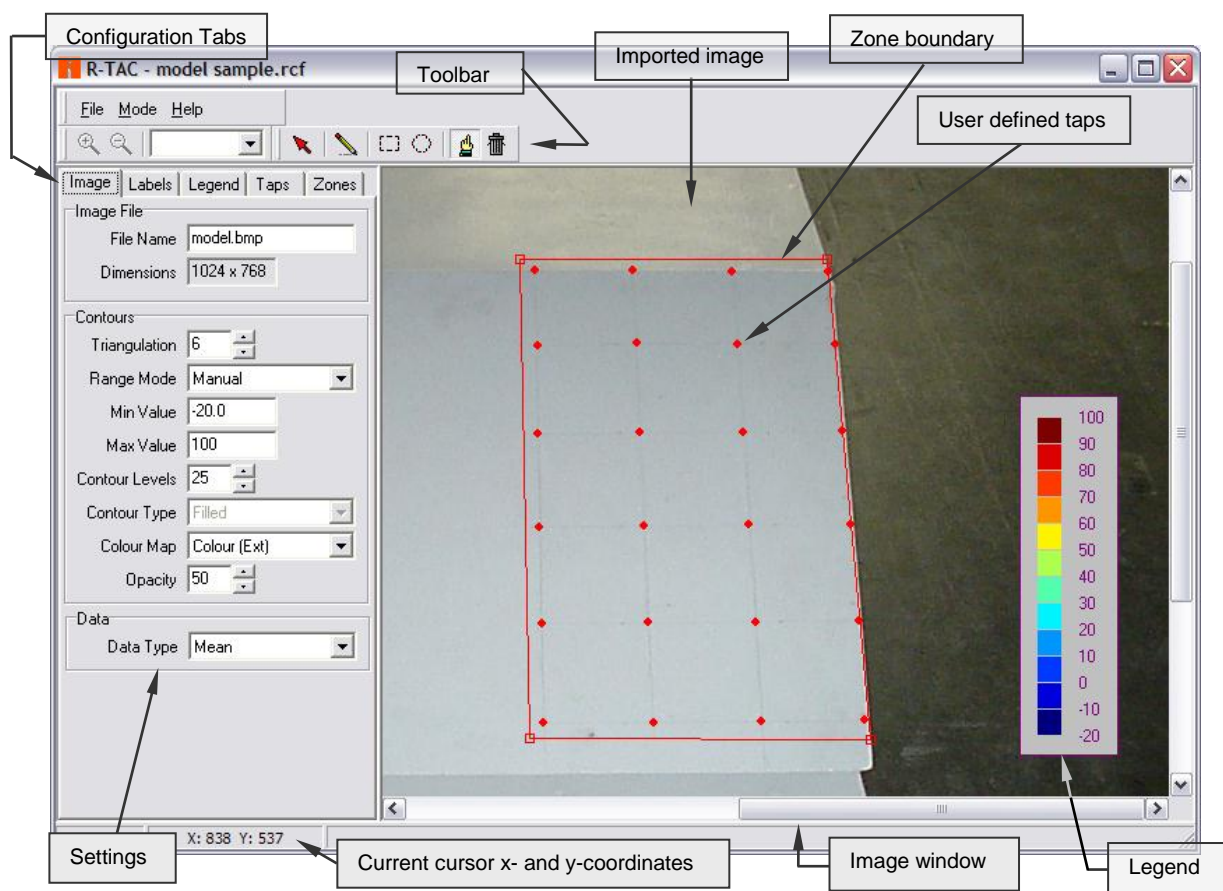 Configuration Tabs
Imported image
Zone boundary
R-TAC - model sample.rcf
Toolbar
User defined taps
File Mode Help
Image Labels Legend Taps Zones
Image File
File Name model.bmp
Dimensions 1024 x 768
Contours
Triangulation 6
Range Mode Manual
Min Value -20.0
Max Value 100
Contour Levels 25
Contour Type Filled
Colour Map Colour (Ext)
Opacity 50
Data
Data Type Mean
100
90
80
70
60
50
40
30
20
10
0
-10
-20
X: 838 Y: 537
Settings
Current cursor x- and y-coordinates
Image window
Legend